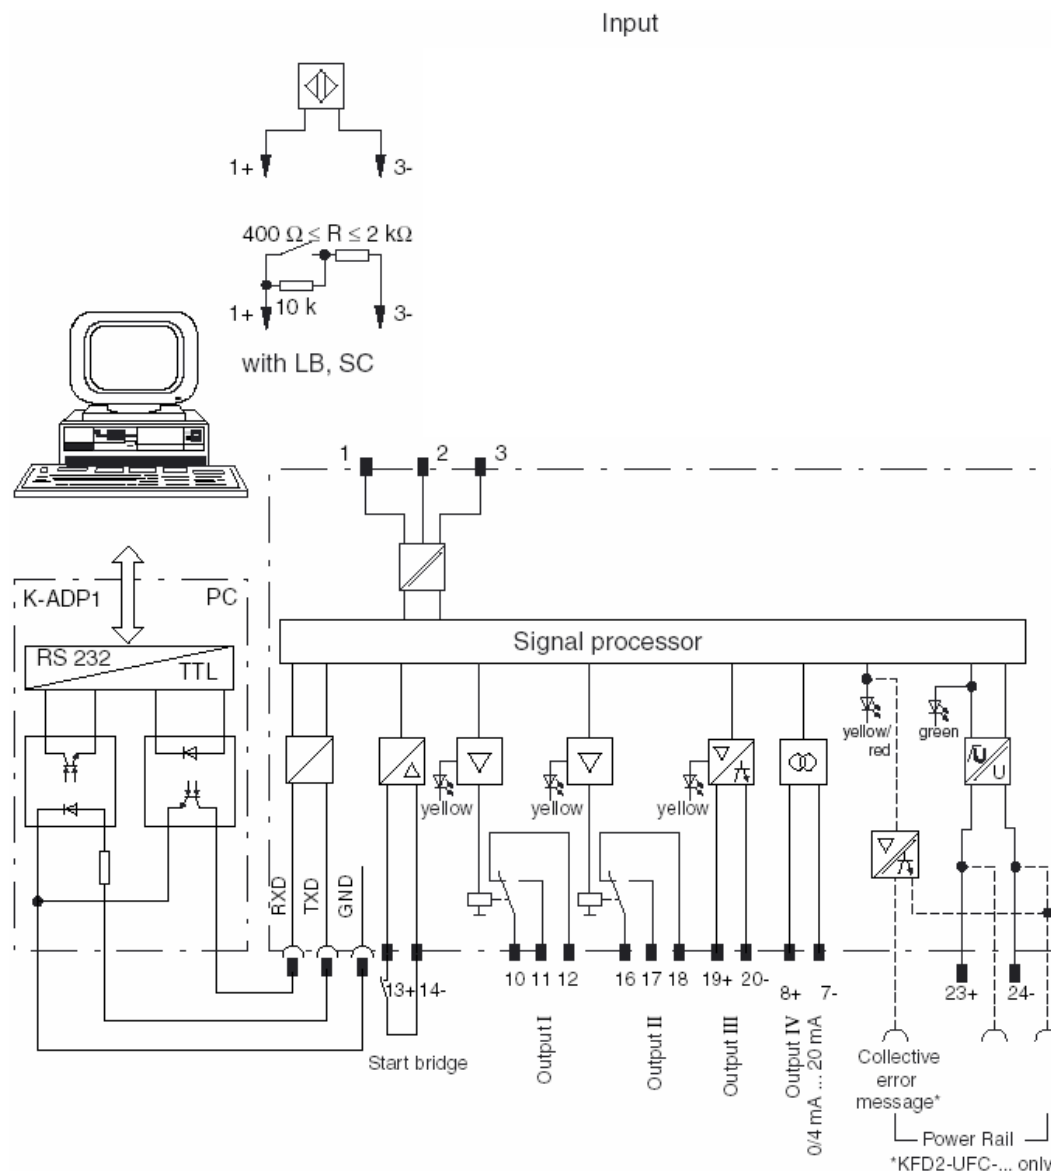 Input
1+
3-
400 Ω ≤ R ≤ 2 kΩ
10 k
1+
3-
with LB, SC
1
2
3
K-ADP1
PC
RS 232
TTL
Signal processor
yellow
yellow
yellow
yellow/
red
green
U
U
RXD
TXD
GND
13+
14-
10
11
12
16
17
18
19+
20-
8+
7-
23+
24-
Start bridge
Output I
Output II
Output III
Output IV
0/4 mA ... 20 mA
Collective
error
message*
Power Rail
*KFD2-UFC-... only